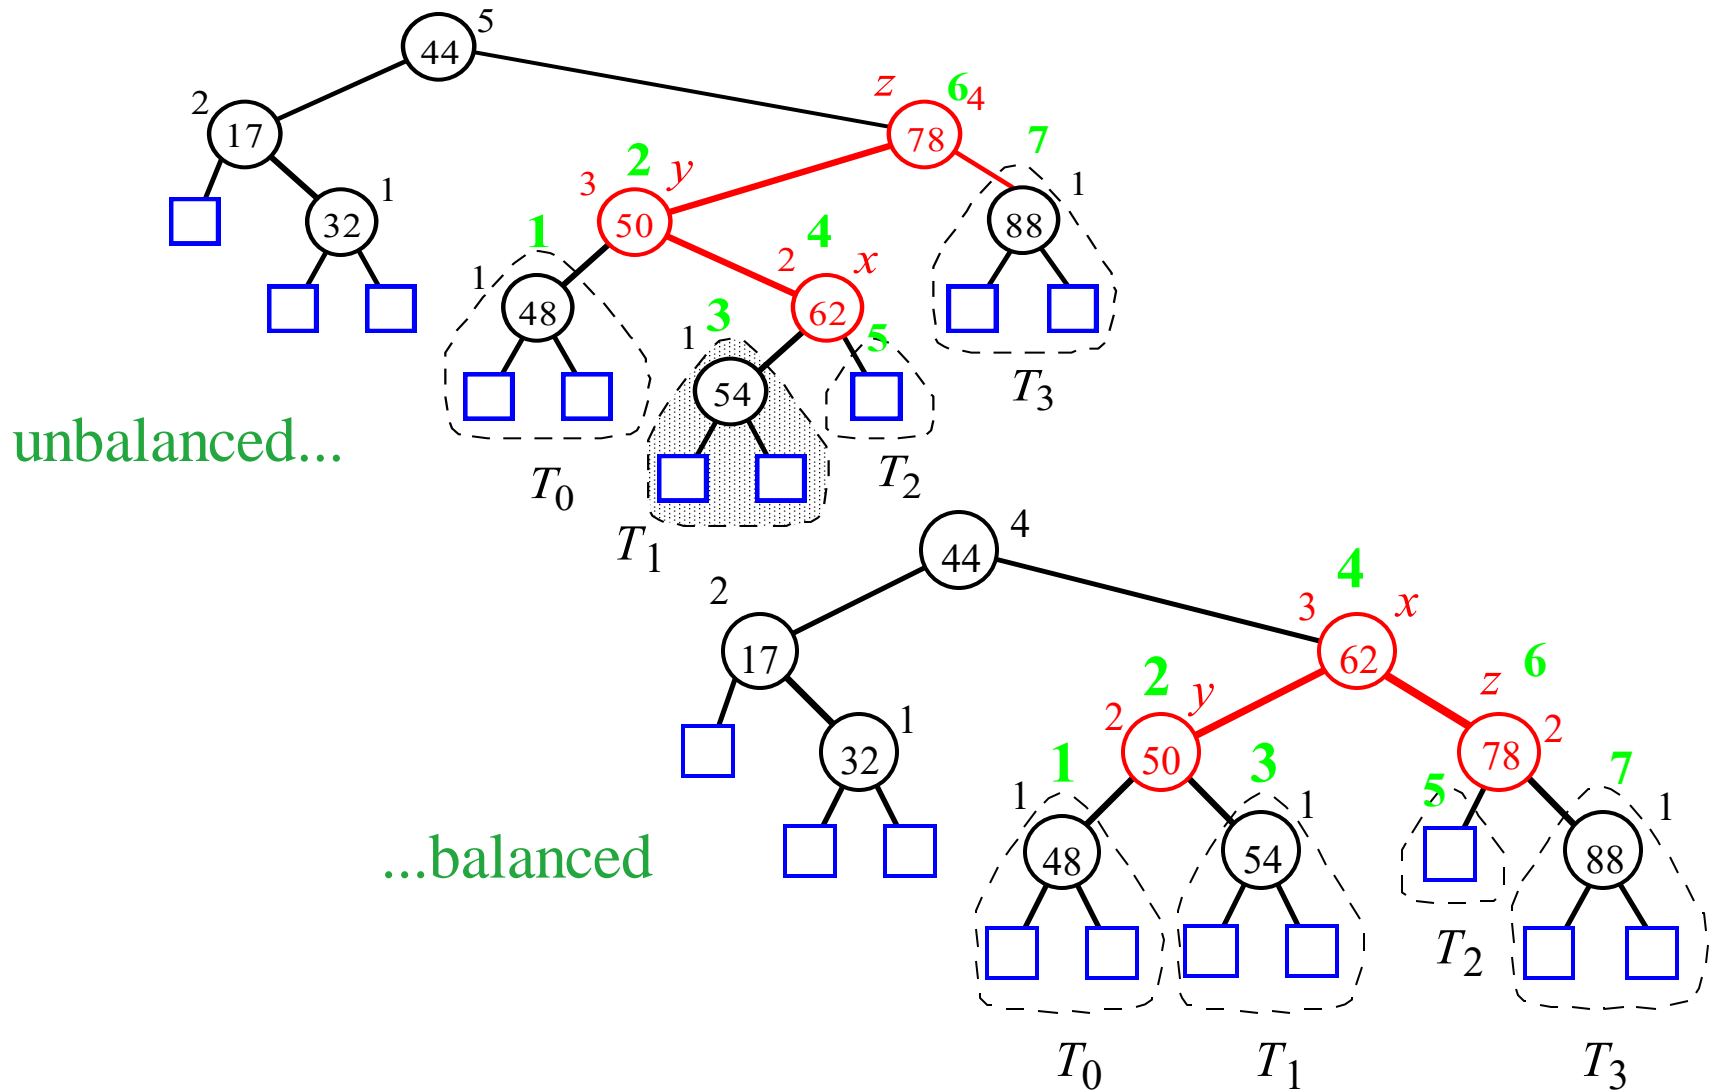 44 5
z 6 4
2 17 78 7
3 2 y 50
1 32 1 88
1 48 1 4 2 x 62
1 3 54 5
T3
unbalanced...
T0 T2
T1
44 4
2 4
17 3 x 62
2 y z 6
2 50 78 2
32 1 1 3 5 7
...balanced
1 48 54 1 88 1
T2
T0 T1 T3